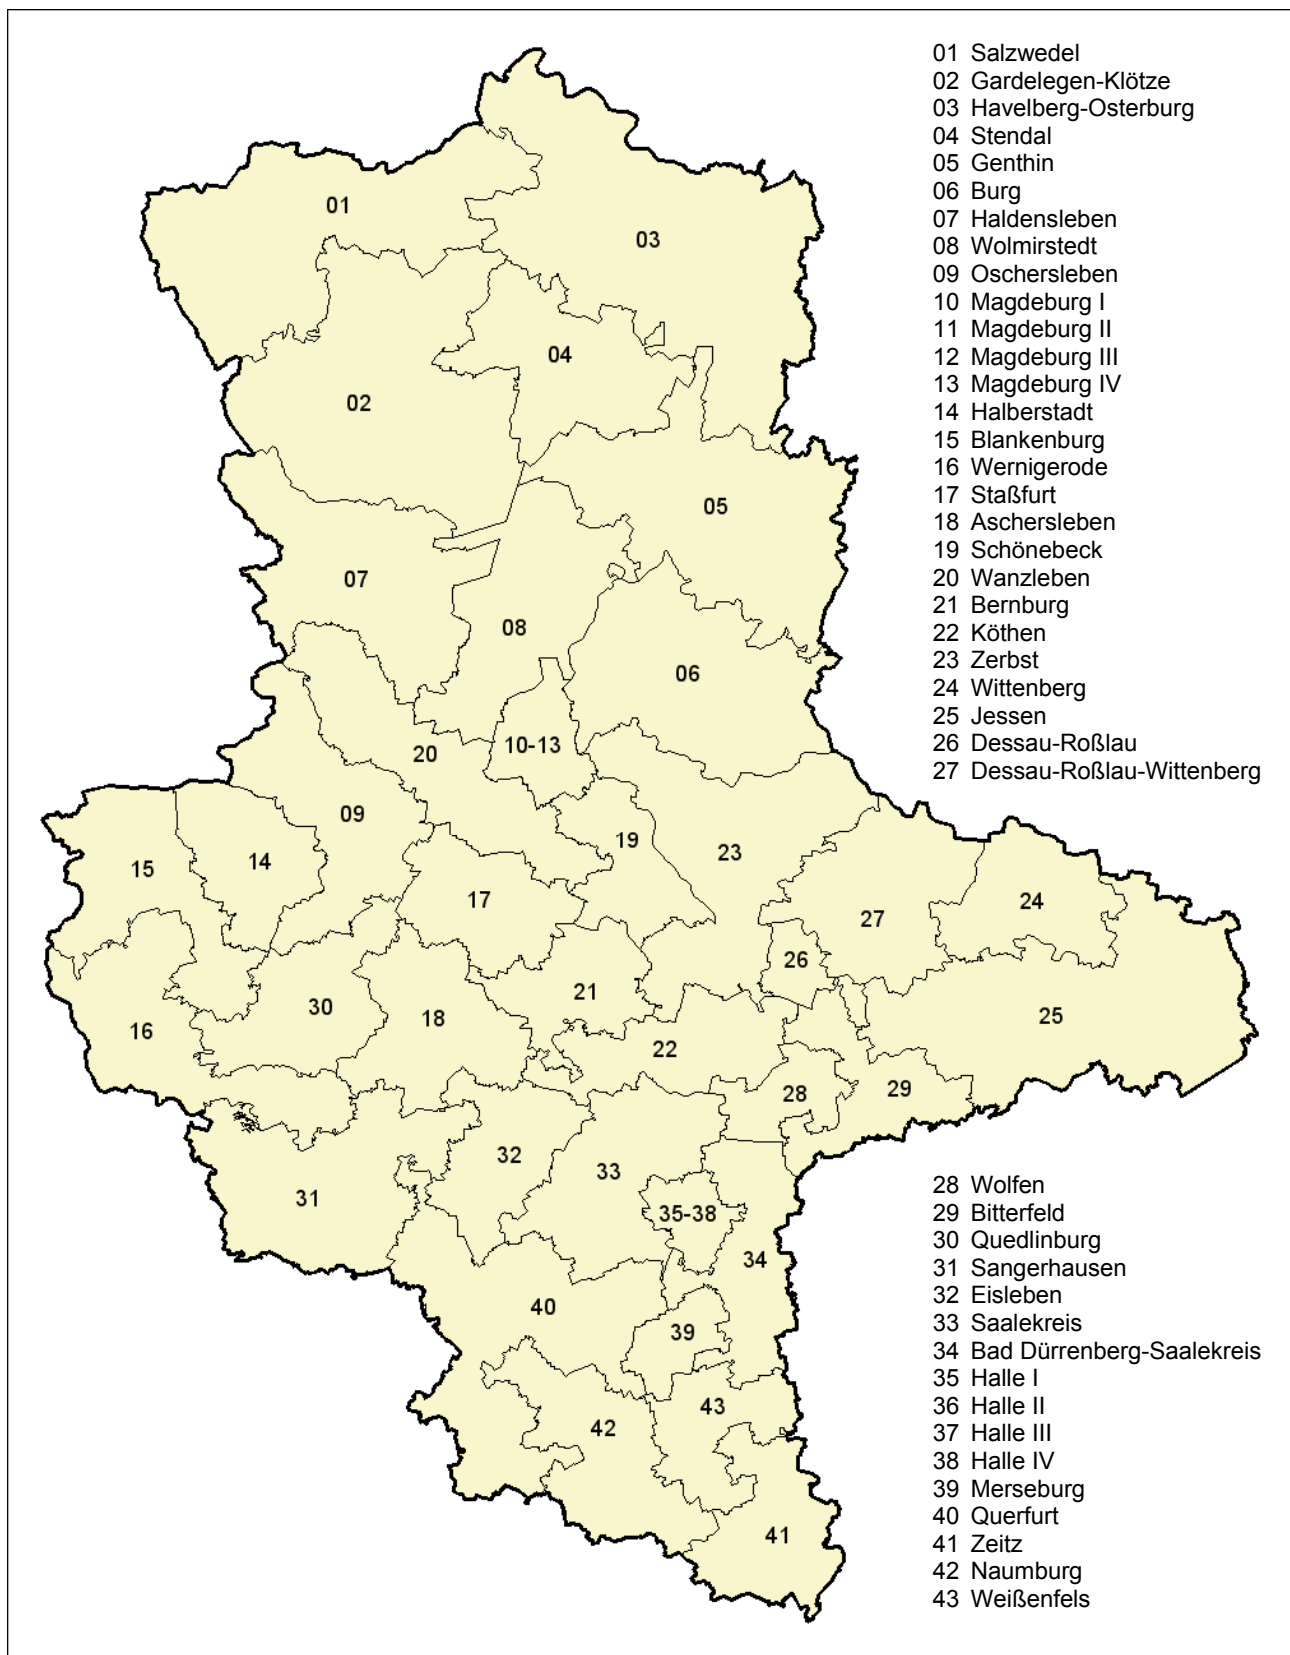 01 Salzwedel
02 Gardelegen-Klötze
03 Havelberg-Osterburg
04 Stendal
05 Genthin
06 Burg
07 Haldensleben
08 Wolmirstedt
09 Oschersleben
10 Magdeburg I
11 Magdeburg II
12 Magdeburg III
13 Magdeburg IV
14 Halberstadt
15 Blankenburg
16 Wernigerode
17 Staßfurt
18 Aschersleben
19 Schönebeck
20 Wanzleben
21 Bernburg
22 Köthen
23 Zerbst
24 Wittenberg
25 Jessen
26 Dessau-Roßlau
27 Dessau-Roßlau-Wittenberg
01
03
04
02
05
07
08
06
10-13
20
09
19
23
14
15
17
24
27
26
21
30
18
16
25
22
28
29
32
33
31
35-38
34
40
39
43
42
41
28 Wolfen
29 Bitterfeld
30 Quedlinburg
31 Sangerhausen
32 Eisleben
33 Saalekreis
34 Bad Dürrenberg-Saalekreis
35 Halle I
36 Halle II
37 Halle III
38 Halle IV
39 Merseburg
40 Querfurt
41 Zeitz
42 Naumburg
43 Weißenfels